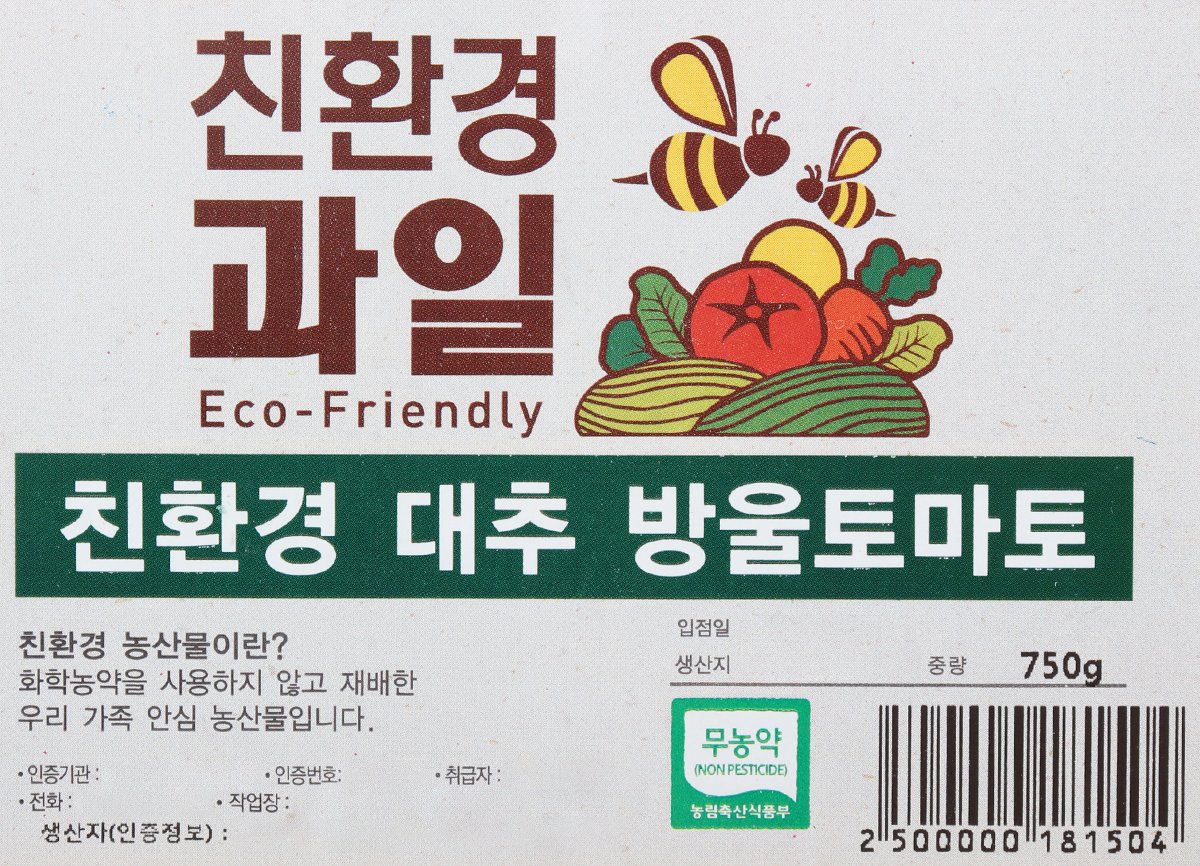 친환경
과일
Eco-Friendly
친환경 대추 방울토마토
친환경 농산물이란?
화학농약을 사용하지 않고 재배한
우리 가족 안심 농산물입니다.
입점일
생산지 중량 750g
무농약
(NON PESTICIDE)
농림축산식품부
• 인증기관 : • 인증번호: • 취급자 :
• 전화 : • 작업장 :
생산자(인증정보) :
2 500000 181504